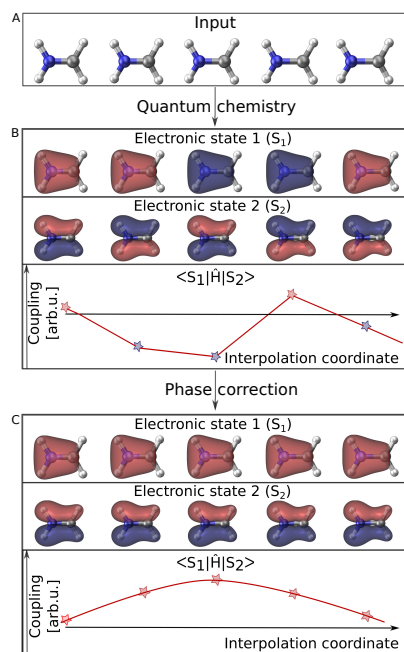 A
Input
Quantum chemistry
B
Electronic state 1 (S₁)
Electronic state 2 (S₂)
<S₁|Ĥ|S₂>
Coupling
[arb.u.]
Interpolation coordinate
Phase correction
C
Electronic state 1 (S₁)
Electronic state 2 (S₂)
<S₁|Ĥ|S₂>
Coupling
[arb.u.]
Interpolation coordinate